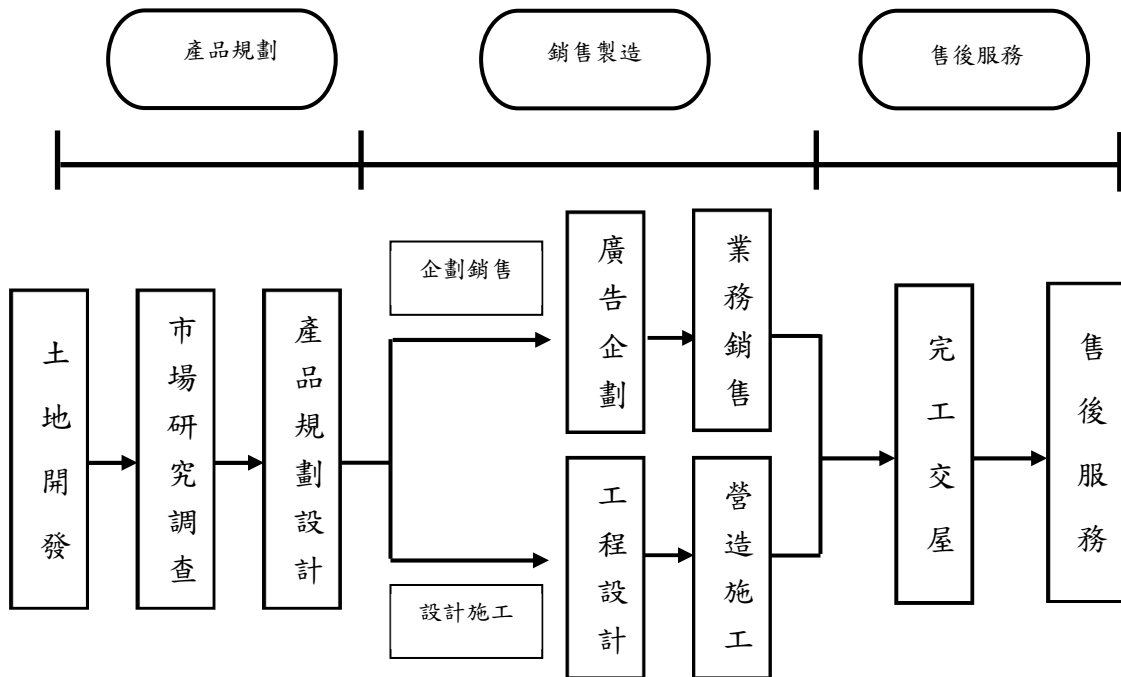 產品規劃
銷售製造
售後服務
土地開發
市場研究調查
產品規劃設計
企劃銷售
廣告企劃
業務銷售
設計施工
工程設計
營造施工
完工交屋
售後服務